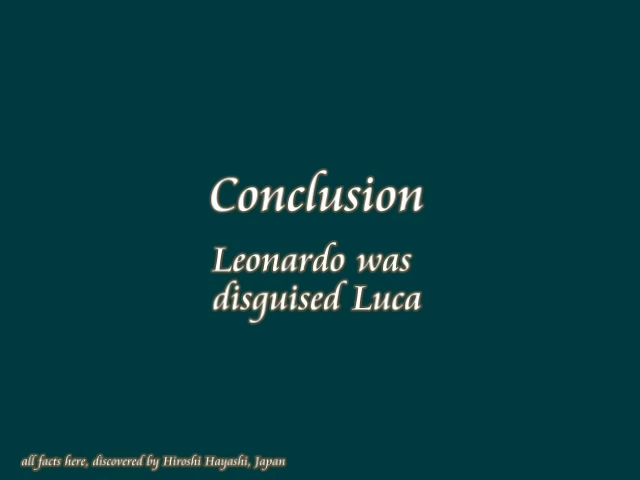 Conclusion
Leonardo was
disguised Luca
all facts here, discovered by Hiroshi Hayashi, Japan